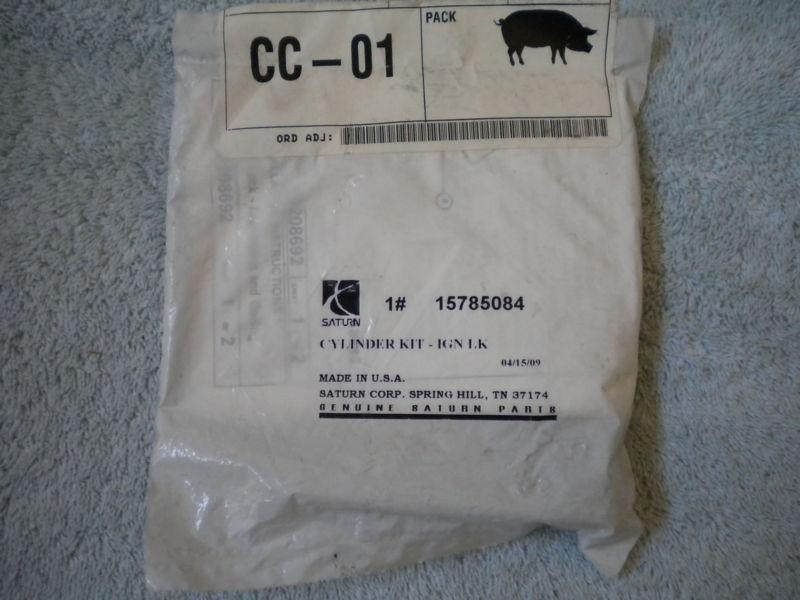 CC-01
PACK
ORD ADJ:
208692
SATURN
1# 15785084
CYLINDER KIT - IGN LK
04/15/09
MADE IN U.S.A.
SATURN CORP. SPRING HILL, TN 37174
GENUINE SATURN PARTS